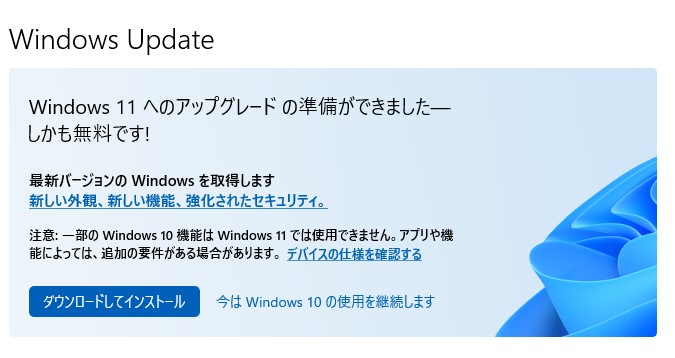 Windows Update
Windows 11 へのアップグレード の準備ができました—
しかも無料です!
最新バージョンの Windows を取得します
新しい外観、新しい機能、強化されたセキュリティ。
注意: 一部の Windows 10 機能は Windows 11 では使用できません。アプリや機
能によっては、追加の要件がある場合があります。 デバイスの仕様を確認する
ダウンロードしてインストール 今は Windows 10 の使用を継続します